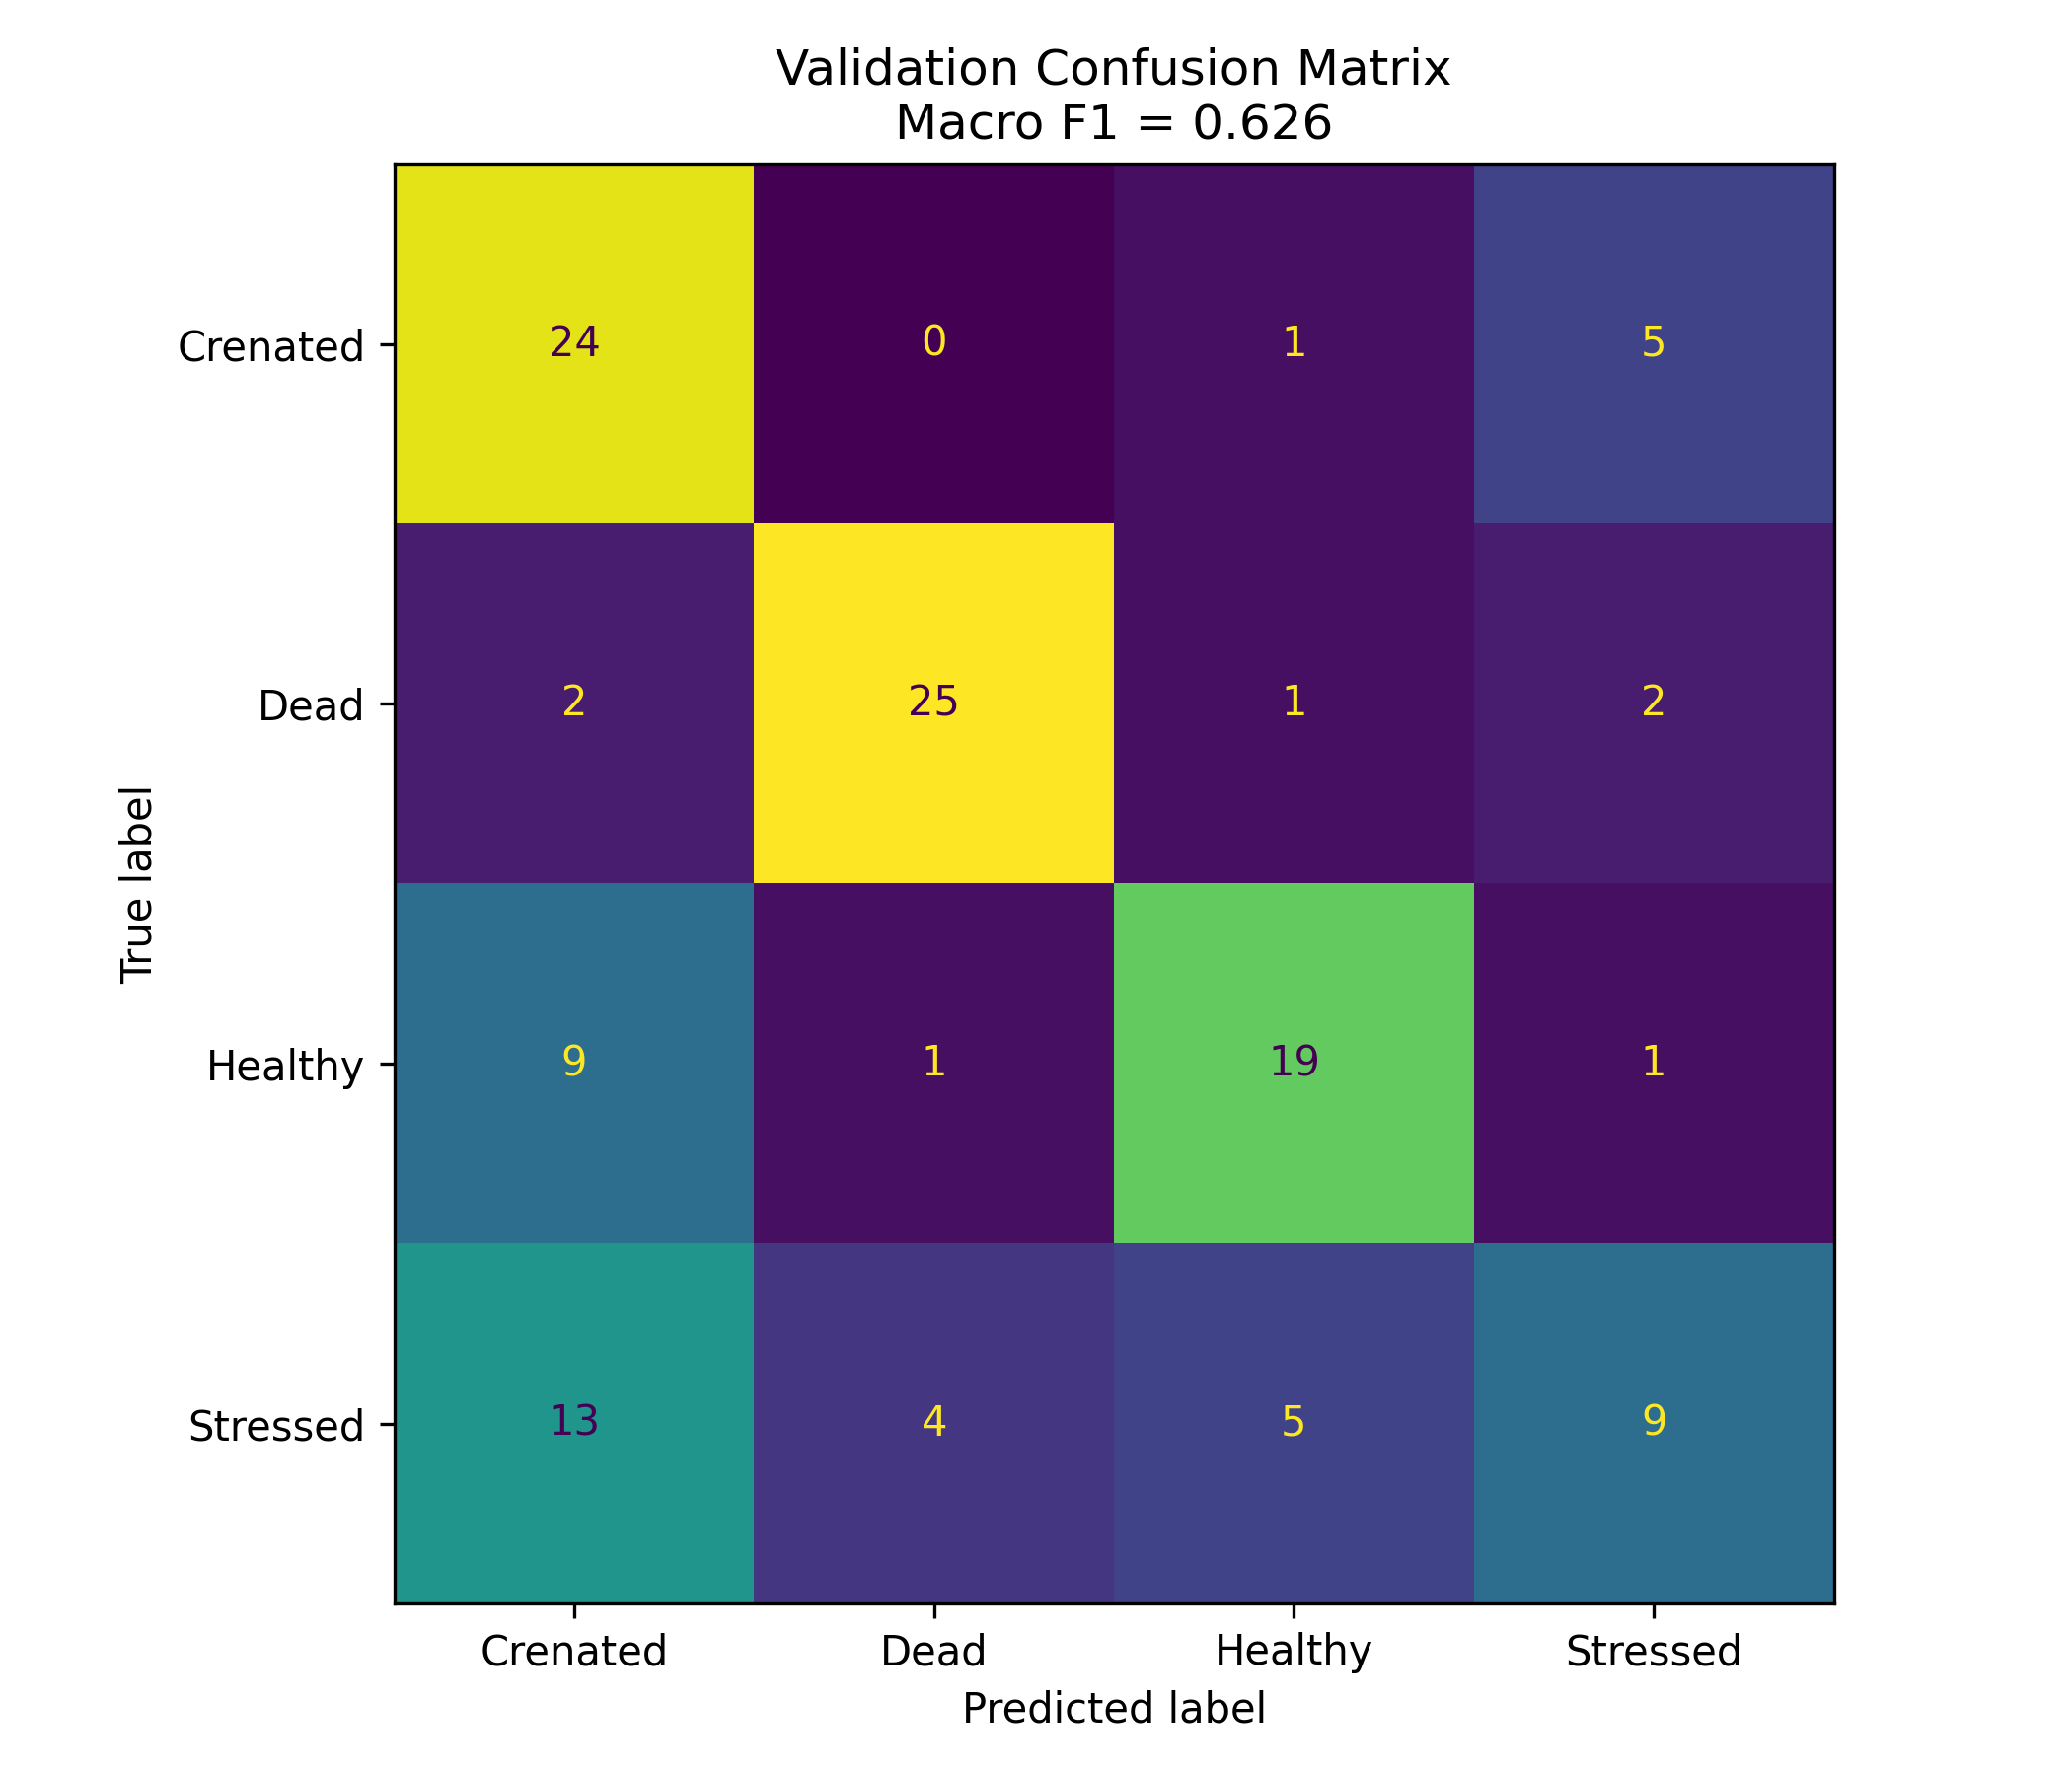 Validation Confusion Matrix
Macro F1 = 0.626
Crenated 24 0 1 5
Dead 2 25 1 2
Healthy 9 1 19 1
Stressed 13 4 5 9
True label
Crenated Dead Healthy Stressed
Predicted label